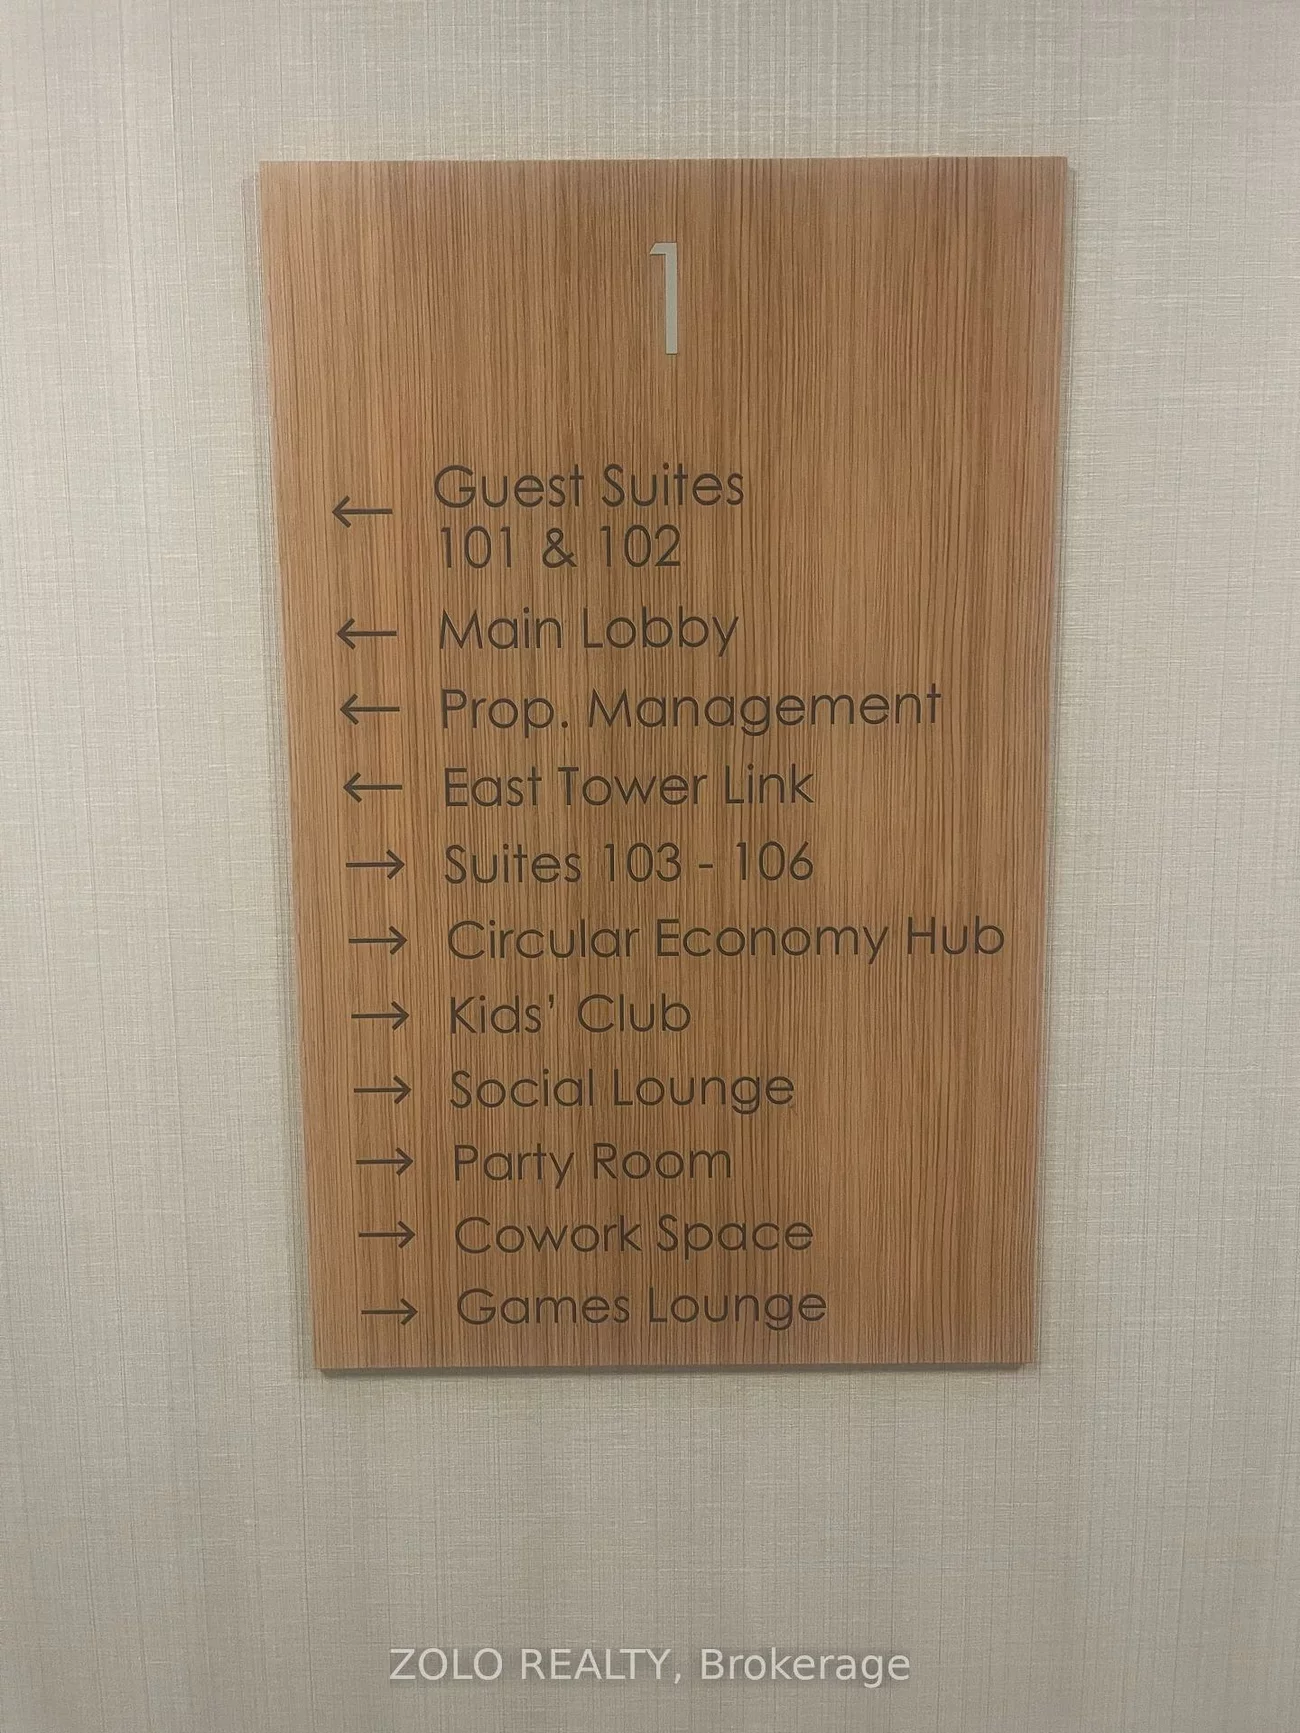 1
← Guest Suites
101 & 102
← Main Lobby
← Prop. Management
← East Tower Link
→ Suites 103 - 106
→ Circular Economy Hub
→ Kids’ Club
→ Social Lounge
→ Party Room
→ Cowork Space
→ Games Lounge
ZOLO REALTY, Brokerage